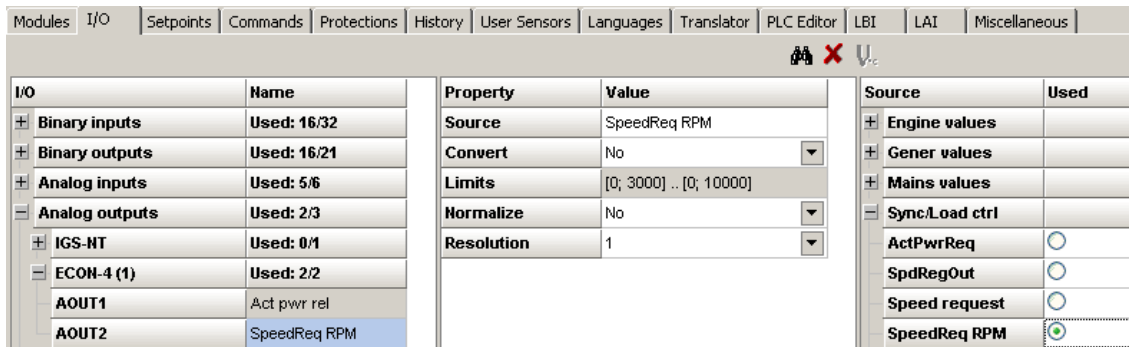 Modules I/O Setpoints Commands Protections History User Sensors Languages Translator PLC Editor LBI LAI Miscellaneous
I/O Name Property Value Source Used
Binary inputs Used: 16/32 Source SpeedReq RPM Engine values
Binary outputs Used: 16/21 Convert No Gener values
Analog inputs Used: 5/6 Limits [0; 3000] .. [0; 10000] Mains values
Analog outputs Used: 2/3 Normalize No Sync/Load ctrl
IGS-NT Used: 0/1 Resolution 1 ActPwrReq
ECON-4 (1) Used: 2/2 SpdRegOut
AOUT1 Act pwr rel Speed request
AOUT2 SpeedReq RPM SpeedReq RPM